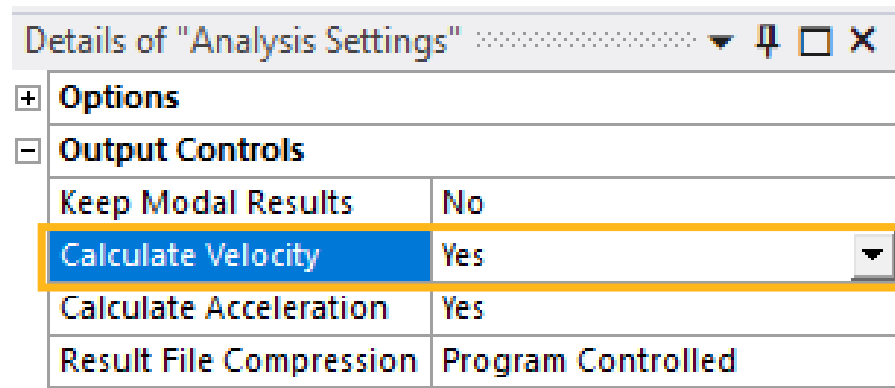 Details of "Analysis Settings"
Options
Output Controls
Keep Modal Results No
Calculate Velocity Yes
Calculate Acceleration Yes
Result File Compression Program Controlled